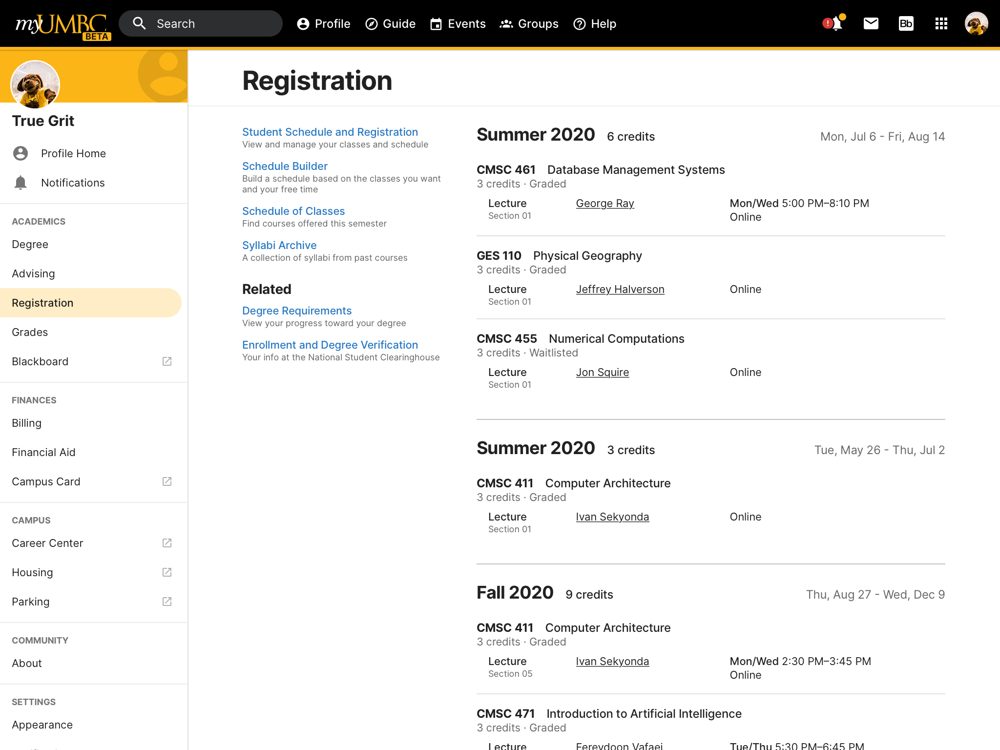 myUMBC
BETA
Search
Profile
Guide
Events
Groups
Help
!
Bb
True Grit
Profile Home
Notifications
ACADEMICS
Degree
Advising
Registration
Grades
Blackboard
FINANCES
Billing
Financial Aid
Campus Card
CAMPUS
Career Center
Housing
Parking
COMMUNITY
About
SETTINGS
Appearance
Registration
Student Schedule and Registration
View and manage your classes and schedule
Schedule Builder
Build a schedule based on the classes you want
and your free time
Schedule of Classes
Find courses offered this semester
Syllabi Archive
A collection of syllabi from past courses
Related
Degree Requirements
View your progress toward your degree
Enrollment and Degree Verification
Your info at the National Student Clearinghouse
Summer 2020 6 credits Mon, Jul 6 - Fri, Aug 14
CMSC 461 Database Management Systems
3 credits · Graded
Lecture George Ray Mon/Wed 5:00 PM–8:10 PM
Section 01 Online
GES 110 Physical Geography
3 credits · Graded
Lecture Jeffrey Halverson Online
Section 01
CMSC 455 Numerical Computations
3 credits · Waitlisted
Lecture Jon Squire Online
Section 01
Summer 2020 3 credits Tue, May 26 - Thu, Jul 2
CMSC 411 Computer Architecture
3 credits · Graded
Lecture Ivan Sekyonda Online
Section 01
Fall 2020 9 credits Thu, Aug 27 - Wed, Dec 9
CMSC 411 Computer Architecture
3 credits · Graded
Lecture Ivan Sekyonda Mon/Wed 2:30 PM–3:45 PM
Section 05 Online
CMSC 471 Introduction to Artificial Intelligence
3 credits · Graded
Lecture Fereydoon Vafaei Tue/Thu 5:30 PM–6:45 PM